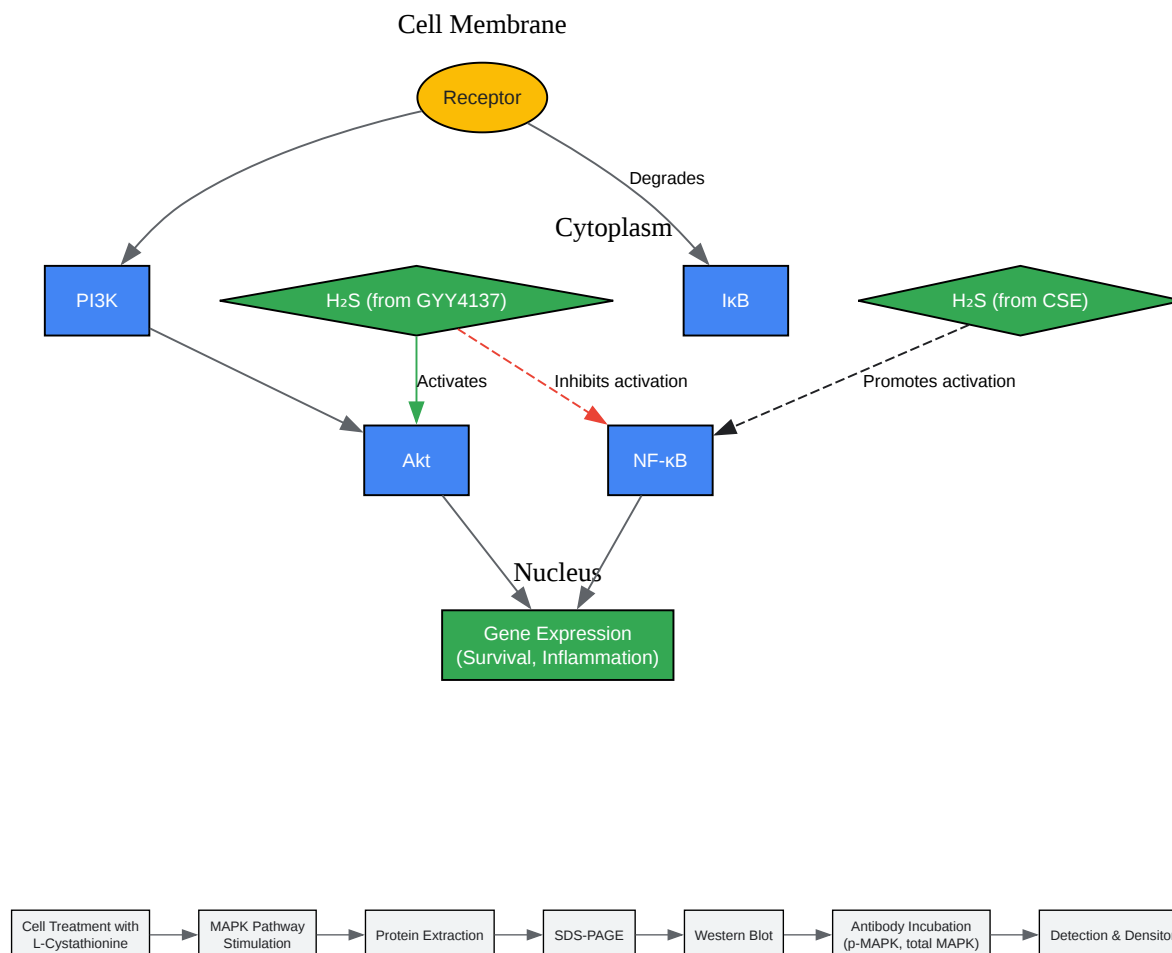 Cell Membrane
Receptor
Degrades
Cytoplasm
PI3K
H₂S (from GYY4137)
IκB
H₂S (from CSE)
Activates
Inhibits activation
Promotes activation
Akt
NF-κB
Nucleus
Gene Expression
(Survival, Inflammation)
Cell Treatment with
L-Cystathionine
MAPK Pathway
Stimulation
Protein Extraction
SDS-PAGE
Western Blot
Antibody Incubation
(p-MAPK, total MAPK)
Detection &